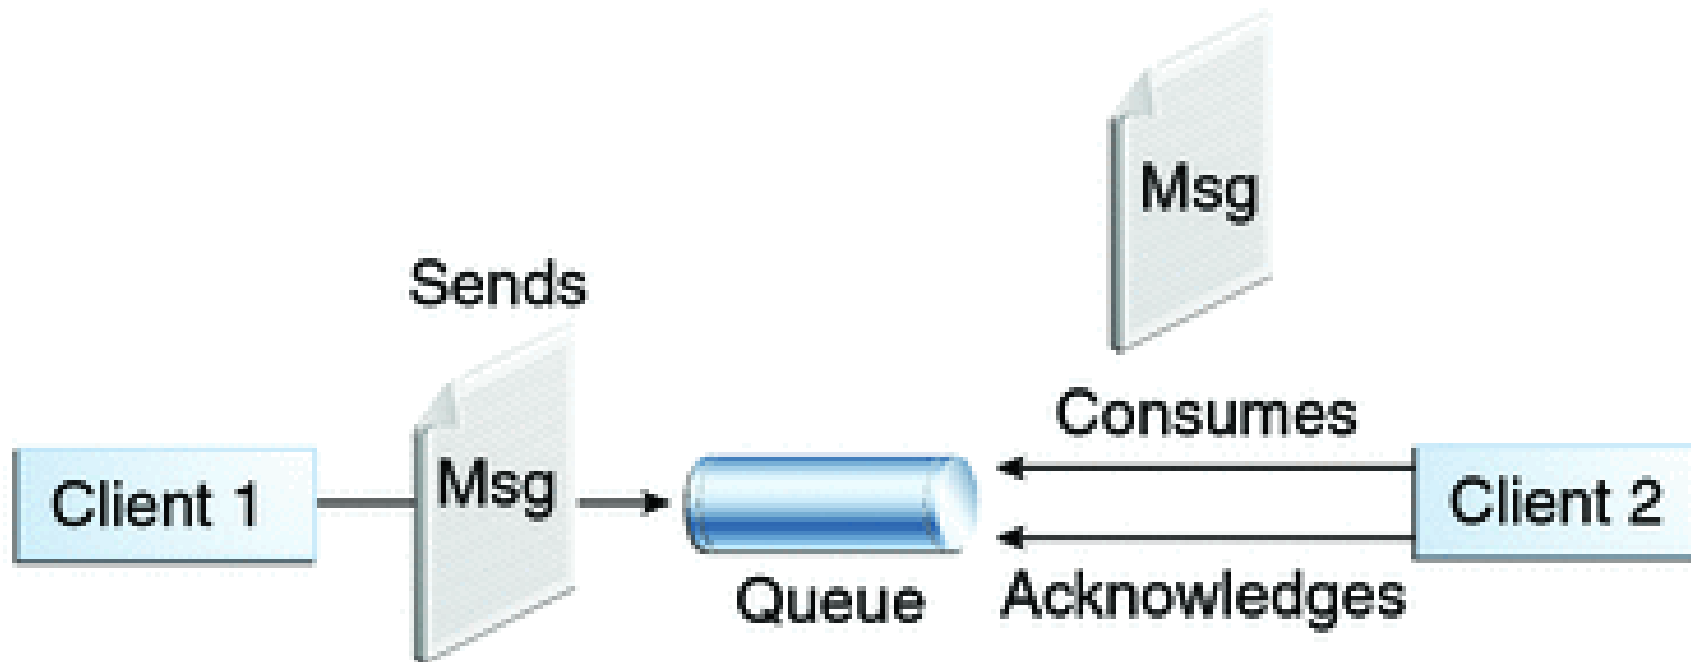 Msg
Sends
Msg
Consumes
Client 1
Client 2
Queue
Acknowledges